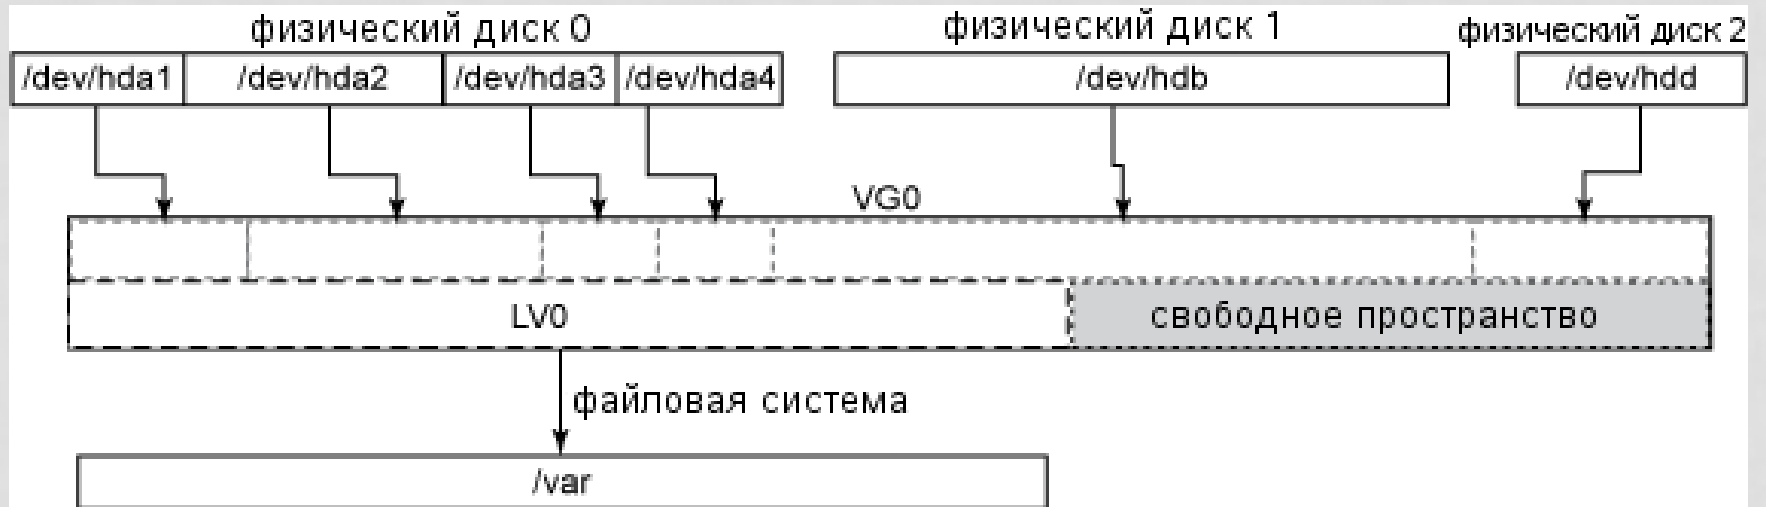 физический диск 0
физический диск 1
физический диск 2
/dev/hda1
/dev/hda2
/dev/hda3
/dev/hda4
/dev/hdb
/dev/hdd
VG0
LV0
свободное пространство
файловая система
/var